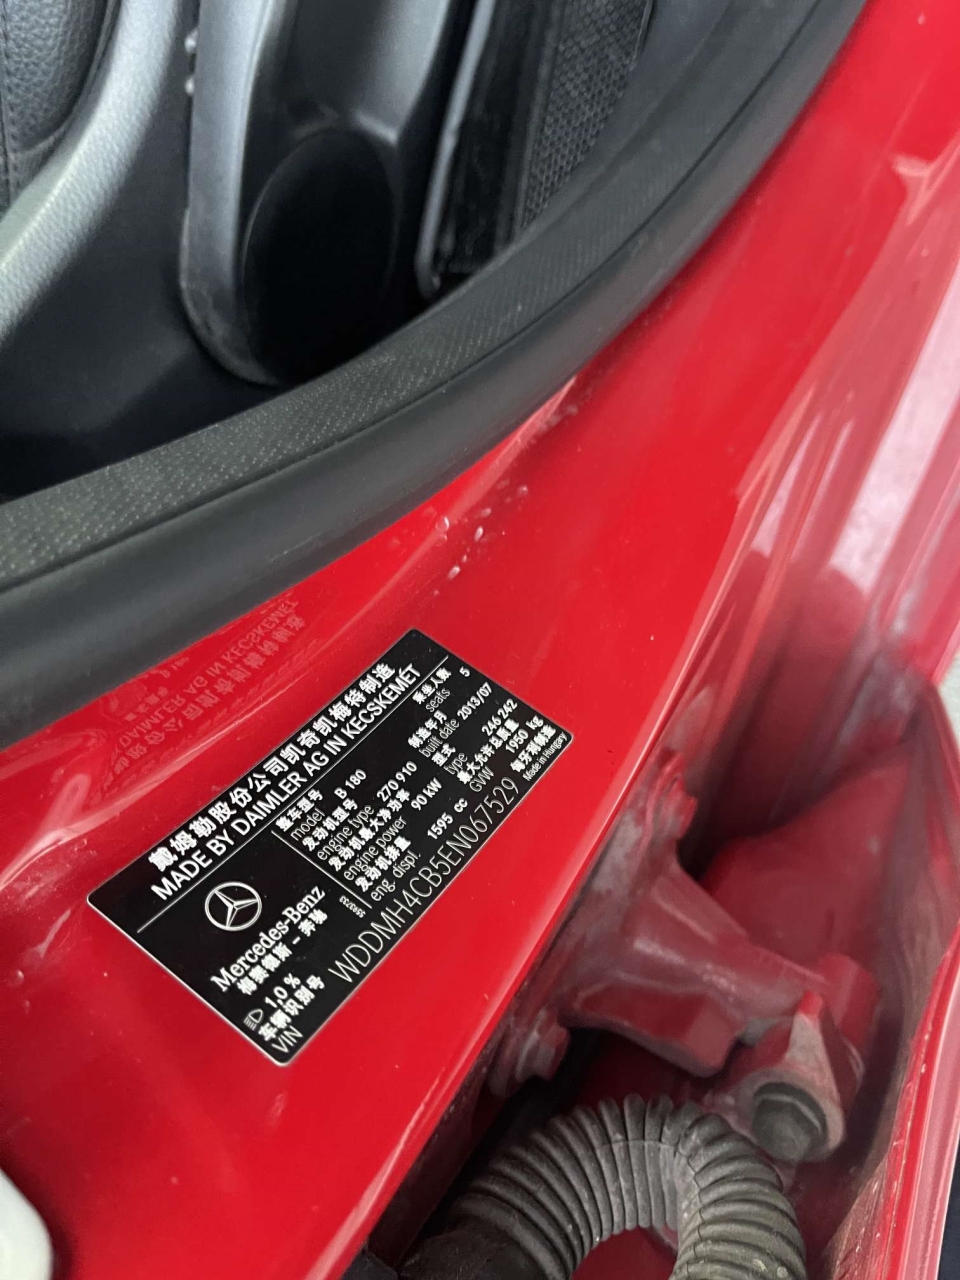 戴姆勒股份公司凯奇凯梅特制造
MADE BY DAIMLER AG IN KECSKEMÉT
Mercedes-Benz
梅赛德斯－奔驰
1.0 %
整车型号
model B 180
发动机型号
engine type 270 910
发动机最大净功率
engine power 90 KW
发动机排量
eng. displ. 1595 cc
乘坐人数
seats 5
制造年月
built date 2013/07
型式
type 246 242
最大允许总质量
GVW 1950 kg
匈牙利制造
Made in Hungary
车辆识别号
VIN WDDMH4CB5EN067529